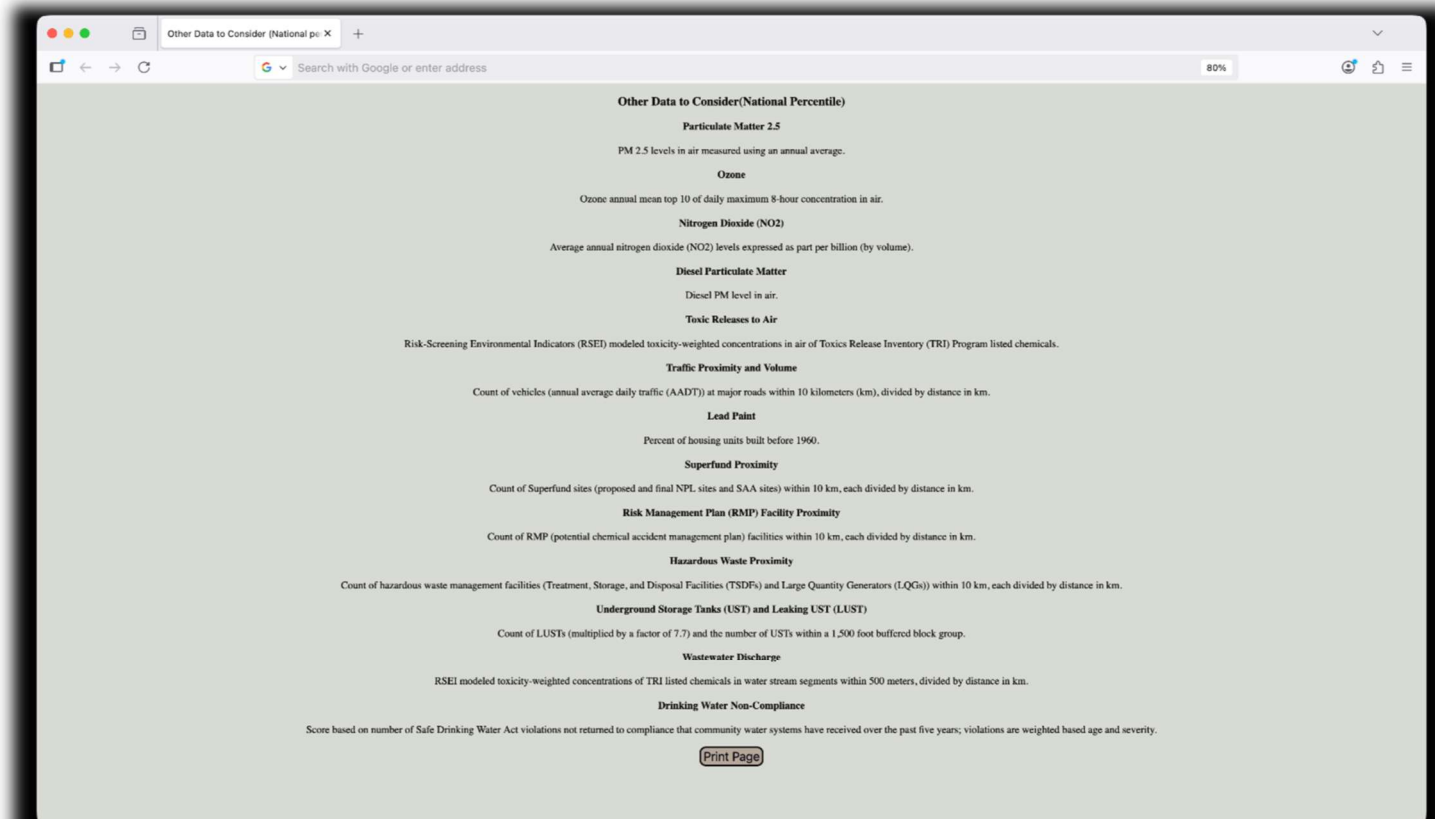 Other Data to Consider (National pe
Search with Google or enter address
80%
Other Data to Consider(National Percentile)
Particulate Matter 2.5
PM 2.5 levels in air measured using an annual average.
Ozone
Ozone annual mean top 10 of daily maximum 8-hour concentration in air.
Nitrogen Dioxide (NO2)
Average annual nitrogen dioxide (NO2) levels expressed as part per billion (by volume).
Diesel Particulate Matter
Diesel PM level in air.
Toxic Releases to Air
Risk-Screening Environmental Indicators (RSEI) modeled toxicity-weighted concentrations in air of Toxics Release Inventory (TRI) Program listed chemicals.
Traffic Proximity and Volume
Count of vehicles (annual average daily traffic (AADT)) at major roads within 10 kilometers (km), divided by distance in km.
Lead Paint
Percent of housing units built before 1960.
Superfund Proximity
Count of Superfund sites (proposed and final NPL sites and SAA sites) within 10 km, each divided by distance in km.
Risk Management Plan (RMP) Facility Proximity
Count of RMP (potential chemical accident management plan) facilities within 10 km, each divided by distance in km.
Hazardous Waste Proximity
Count of hazardous waste management facilities (Treatment, Storage, and Disposal Facilities (TSDFs) and Large Quantity Generators (LQGs)) within 10 km, each divided by distance in km.
Underground Storage Tanks (UST) and Leaking UST (LUST)
Count of LUSTs (multiplied by a factor of 7.7) and the number of USTs within a 1,500 foot buffered block group.
Wastewater Discharge
RSEI modeled toxicity-weighted concentrations of TRI listed chemicals in water stream segments within 500 meters, divided by distance in km.
Drinking Water Non-Compliance
Score based on number of Safe Drinking Water Act violations not returned to compliance that community water systems have received over the past five years; violations are weighted based age and severity.
Print Page